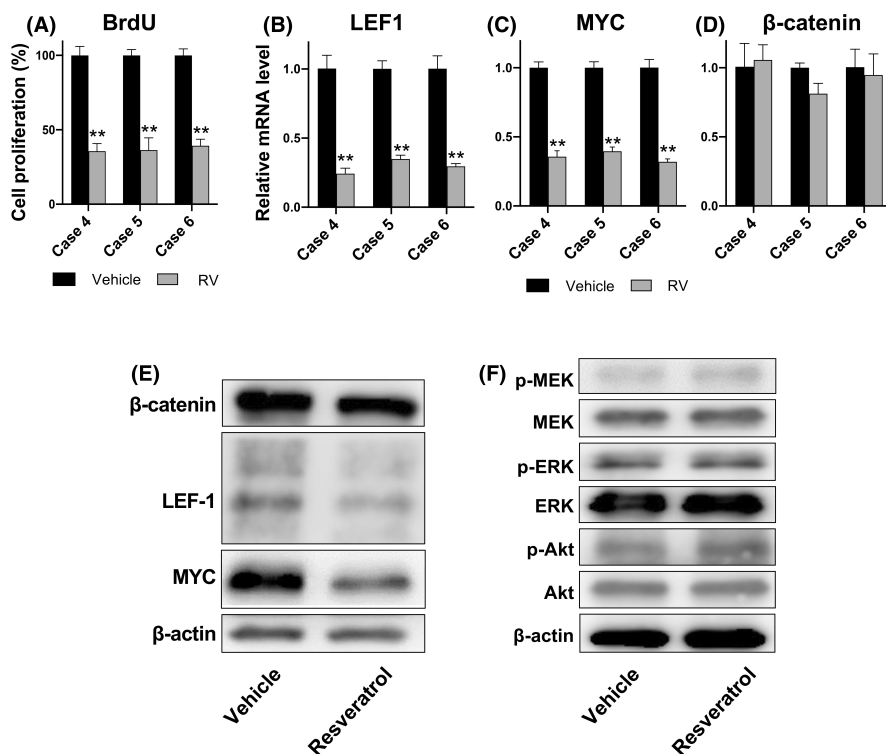 (A) BrdU
Cell proliferation (%)
100
50
0
**
**
**
Case 4
Case 5
Case 6
Vehicle
RV
(B) LEF1
Relative mRNA level
1.0
0.5
0.0
**
**
**
Case 4
Case 5
Case 6
(C) MYC
1.0
0.5
0.0
**
**
**
Case 4
Case 5
Case 6
Vehicle
RV
(D) β-catenin
1.0
0.5
0.0
Case 4
Case 5
Case 6
(E)
β-catenin
LEF-1
MYC
β-actin
Vehicle
Resveratrol
(F)
p-MEK
MEK
p-ERK
ERK
p-Akt
Akt
β-actin
Vehicle
Resveratrol